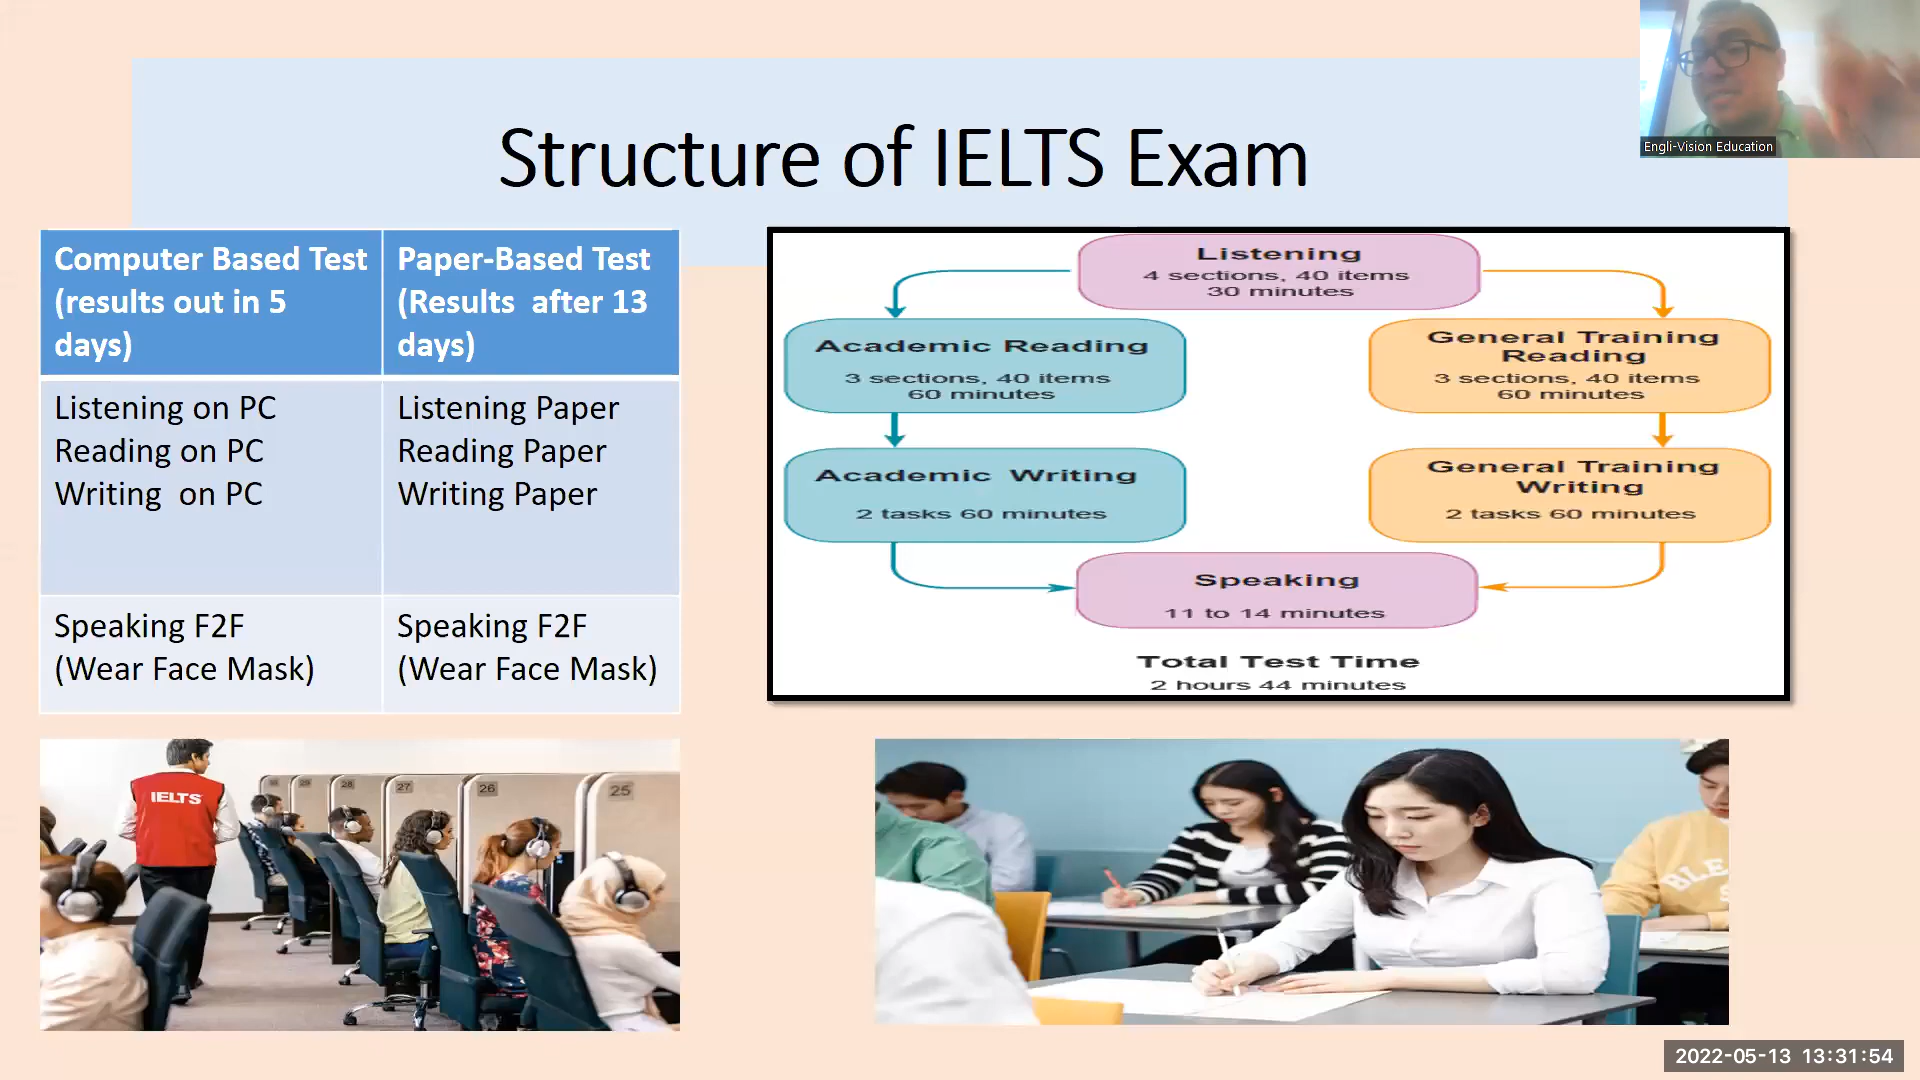 Engli-Vision Education
Structure of IELTS Exam
Computer Based Test
(results out in 5
days)
Paper-Based Test
(Results after 13
days)
Listening on PC
Reading on PC
Writing on PC
Listening Paper
Reading Paper
Writing Paper
Speaking F2F
(Wear Face Mask)
Speaking F2F
(Wear Face Mask)
Listening
4 sections, 40 items
30 minutes
Academic Reading
3 sections, 40 items
60 minutes
General Training
Reading
3 sections, 40 items
60 minutes
Academic Writing
2 tasks 60 minutes
General Training
Writing
2 tasks 60 minutes
Speaking
11 to 14 minutes
Total Test Time
2 hours 44 minutes
IELTS
28
27
26
25
2022-05-13 13:31:54